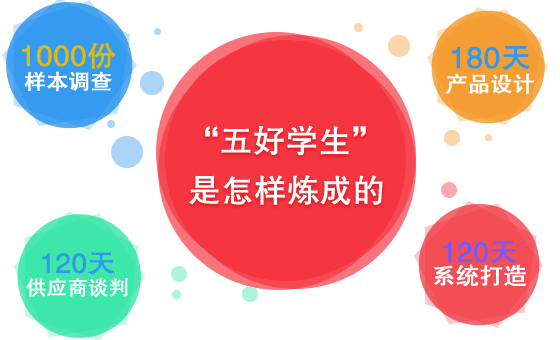 1000份
样本调查
180天
产品设计
“五好学生”
是怎样炼成的
120天
供应商谈判
120天
系统打造